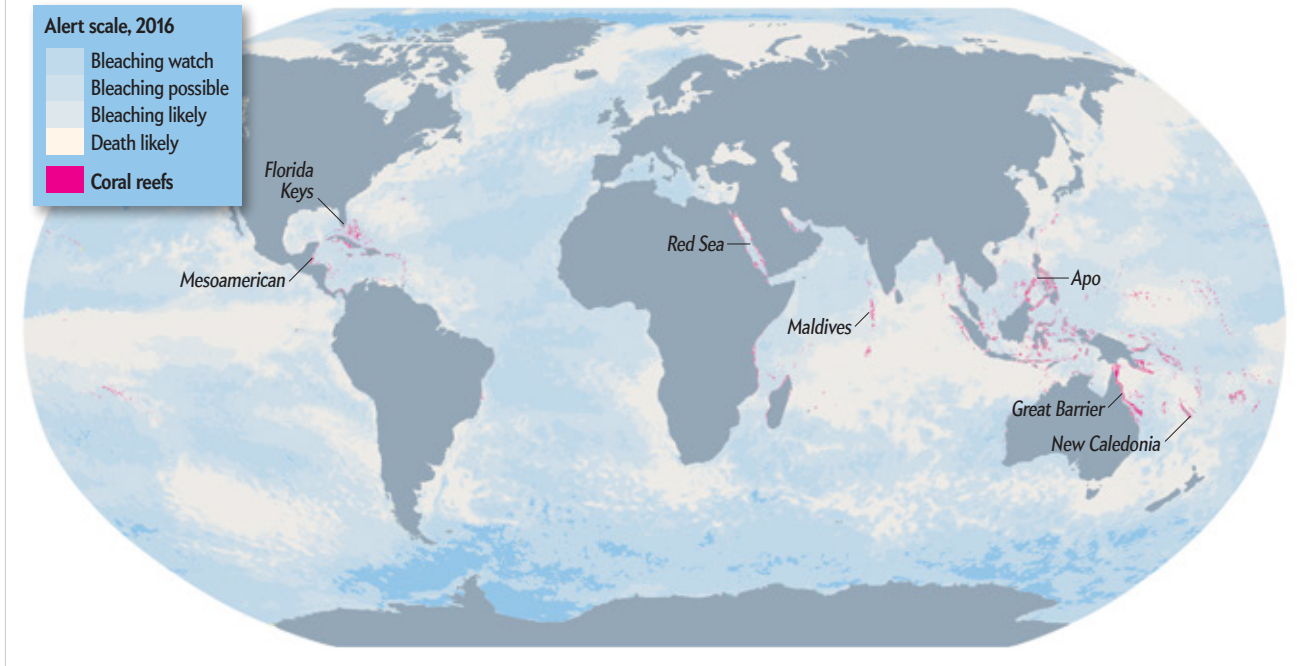 Alert scale, 2016
Bleaching watch
Bleaching possible
Bleaching likely
Death likely
Coral reefs
Florida
Keys
Mesoamerican
Red Sea
Maldives
Apo
Great Barrier
New Caledonia